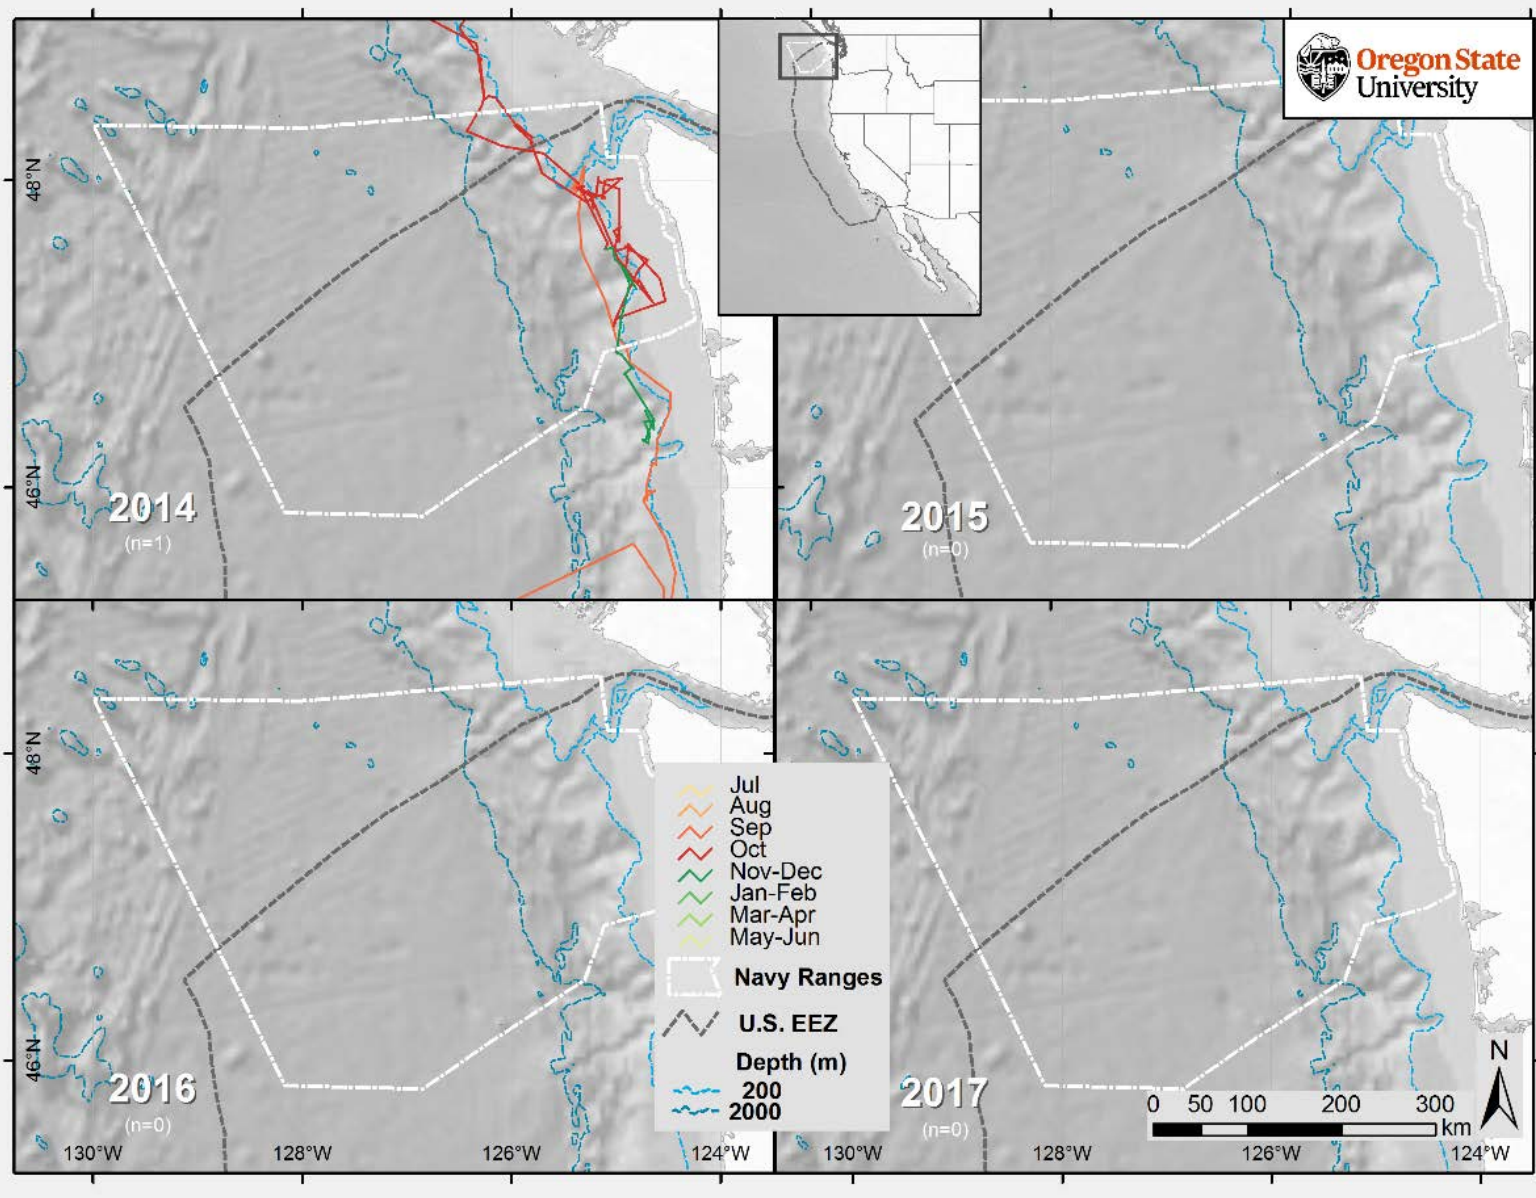 Oregon State
University
48°N
46°N
2014
(n=1)
2015
(n=0)
48°N
46°N
2016
(n=0)
2017
(n=0)
Jul
Aug
Sep
Oct
Nov-Dec
Jan-Feb
Mar-Apr
May-Jun
Navy Ranges
U.S. EEZ
Depth (m)
200
2000
N
0 50 100 200 300
km
130°W 128°W 126°W 124°W
130°W 128°W 126°W 124°W